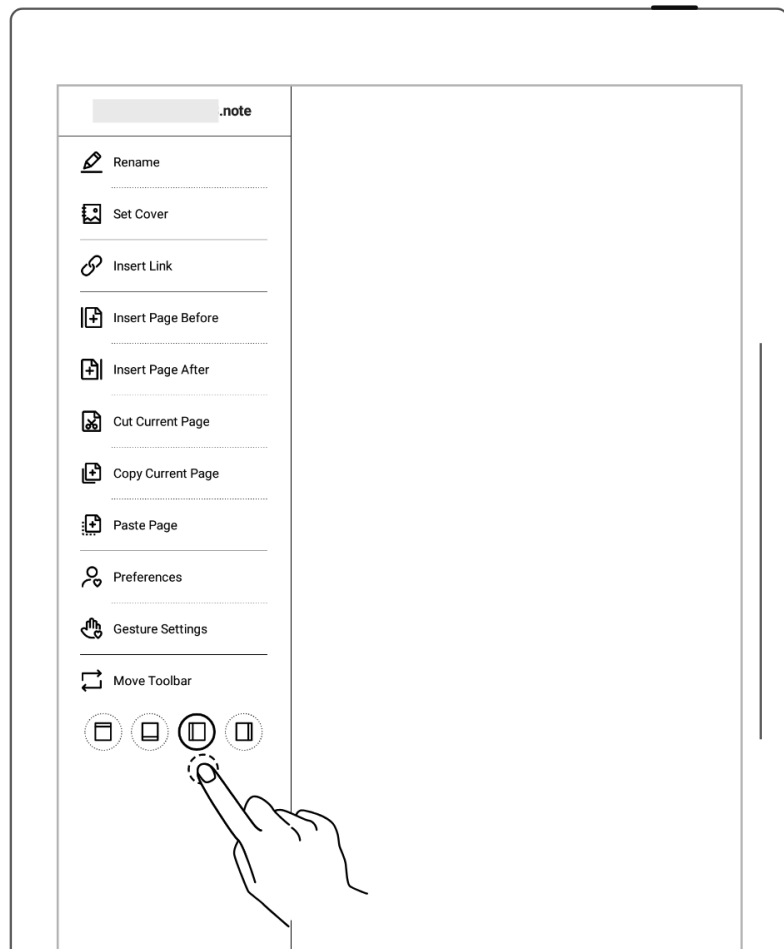 .note
Rename
Set Cover
Insert Link
Insert Page Before
Insert Page After
Cut Current Page
Copy Current Page
Paste Page
Preferences
Gesture Settings
Move Toolbar